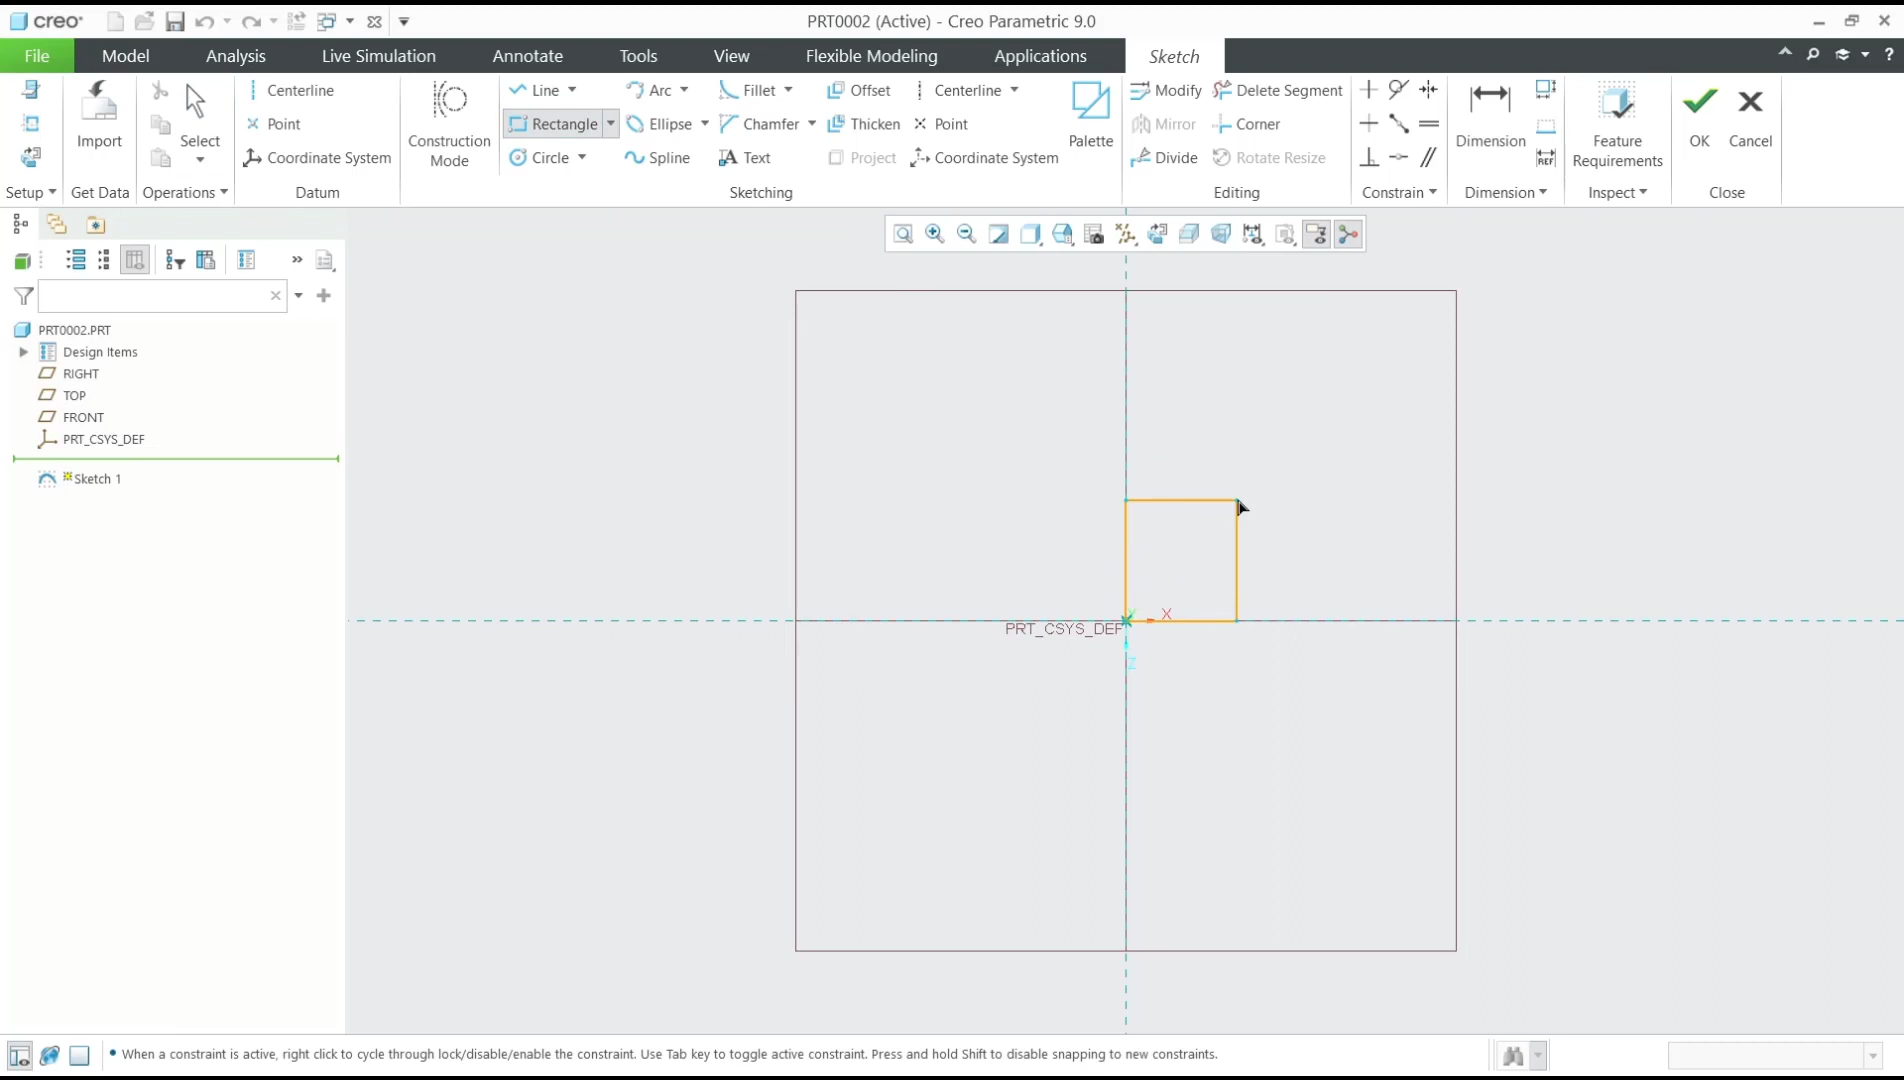 creo®
PRT0002 (Active) - Creo Parametric 9.0
File Model Analysis Live Simulation Annotate Tools View Flexible Modeling Applications Sketch
Centerline Line Arc Fillet Offset Centerline Modify Delete Segment
Point Rectangle Ellipse Chamfer Thicken Point Mirror Corner
Import Select Construction Mode Palette Dimension Feature Requirements OK Cancel
Coordinate System Circle Spline Text Project Coordinate System Divide Rotate Resize
REF
Setup Get Data Operations Datum Sketching Editing Constrain Dimension Inspect Close
PRT0002.PRT
Design Items
RIGHT
TOP
FRONT
PRT_CSYS_DEF
Sketch 1
Y X
PRT_CSYS_DEF
Z
When a constraint is active, right click to cycle through lock/disable/enable the constraint. Use Tab key to toggle active constraint. Press and hold Shift to disable snapping to new constraints.